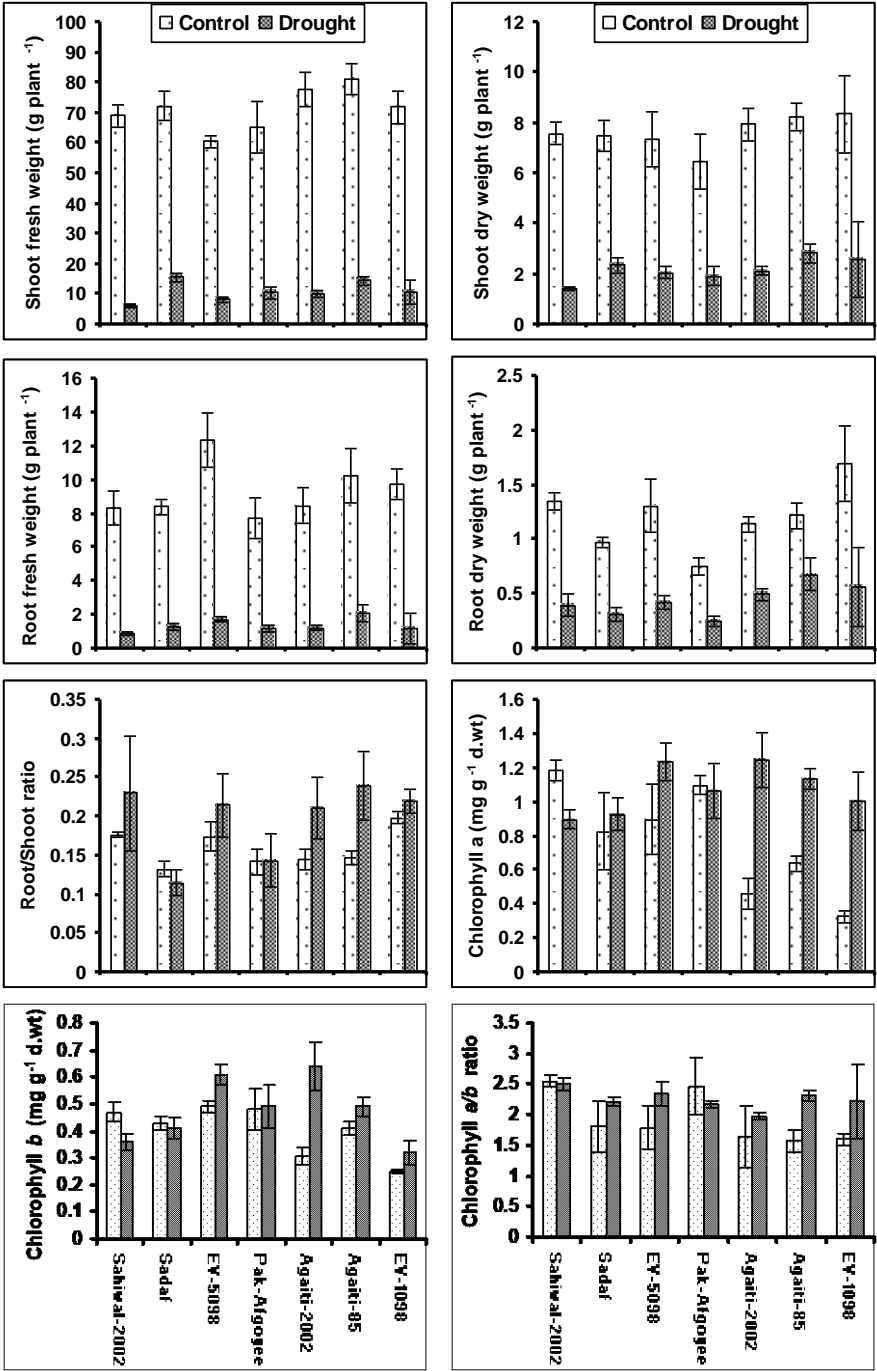 Control Drought
Shoot fresh weight (g plant -1)
100
90
80
70
60
50
40
30
20
10
0
Control Drought
Shoot dry weight (g plant -1)
12
10
8
6
4
2
0
Root fresh weight (g plant -1)
16
14
12
10
8
6
4
2
0
Root dry weight (g plant -1)
2.5
2
1.5
1
0.5
0
Root/Shoot ratio
0.35
0.3
0.25
0.2
0.15
0.1
0.05
0
Chlorophyll a (mg g -1 d.wt)
1.6
1.4
1.2
1
0.8
0.6
0.4
0.2
0
Chlorophyll b (mg g-1 d.wt)
0.8
0.7
0.6
0.5
0.4
0.3
0.2
0.1
0
Sahiwal-2002
Sadaf
EV-5098
Pak-Afgoyee
Agaiti-2002
Agaiti-85
EV-1098
Chlorophyll a/b ratio
3.5
3
2.5
2
1.5
1
0.5
0
Sahiwal-2002
Sadaf
EV-5098
Pak-Afgoyee
Agaiti-2002
Agaiti-85
EV-1098